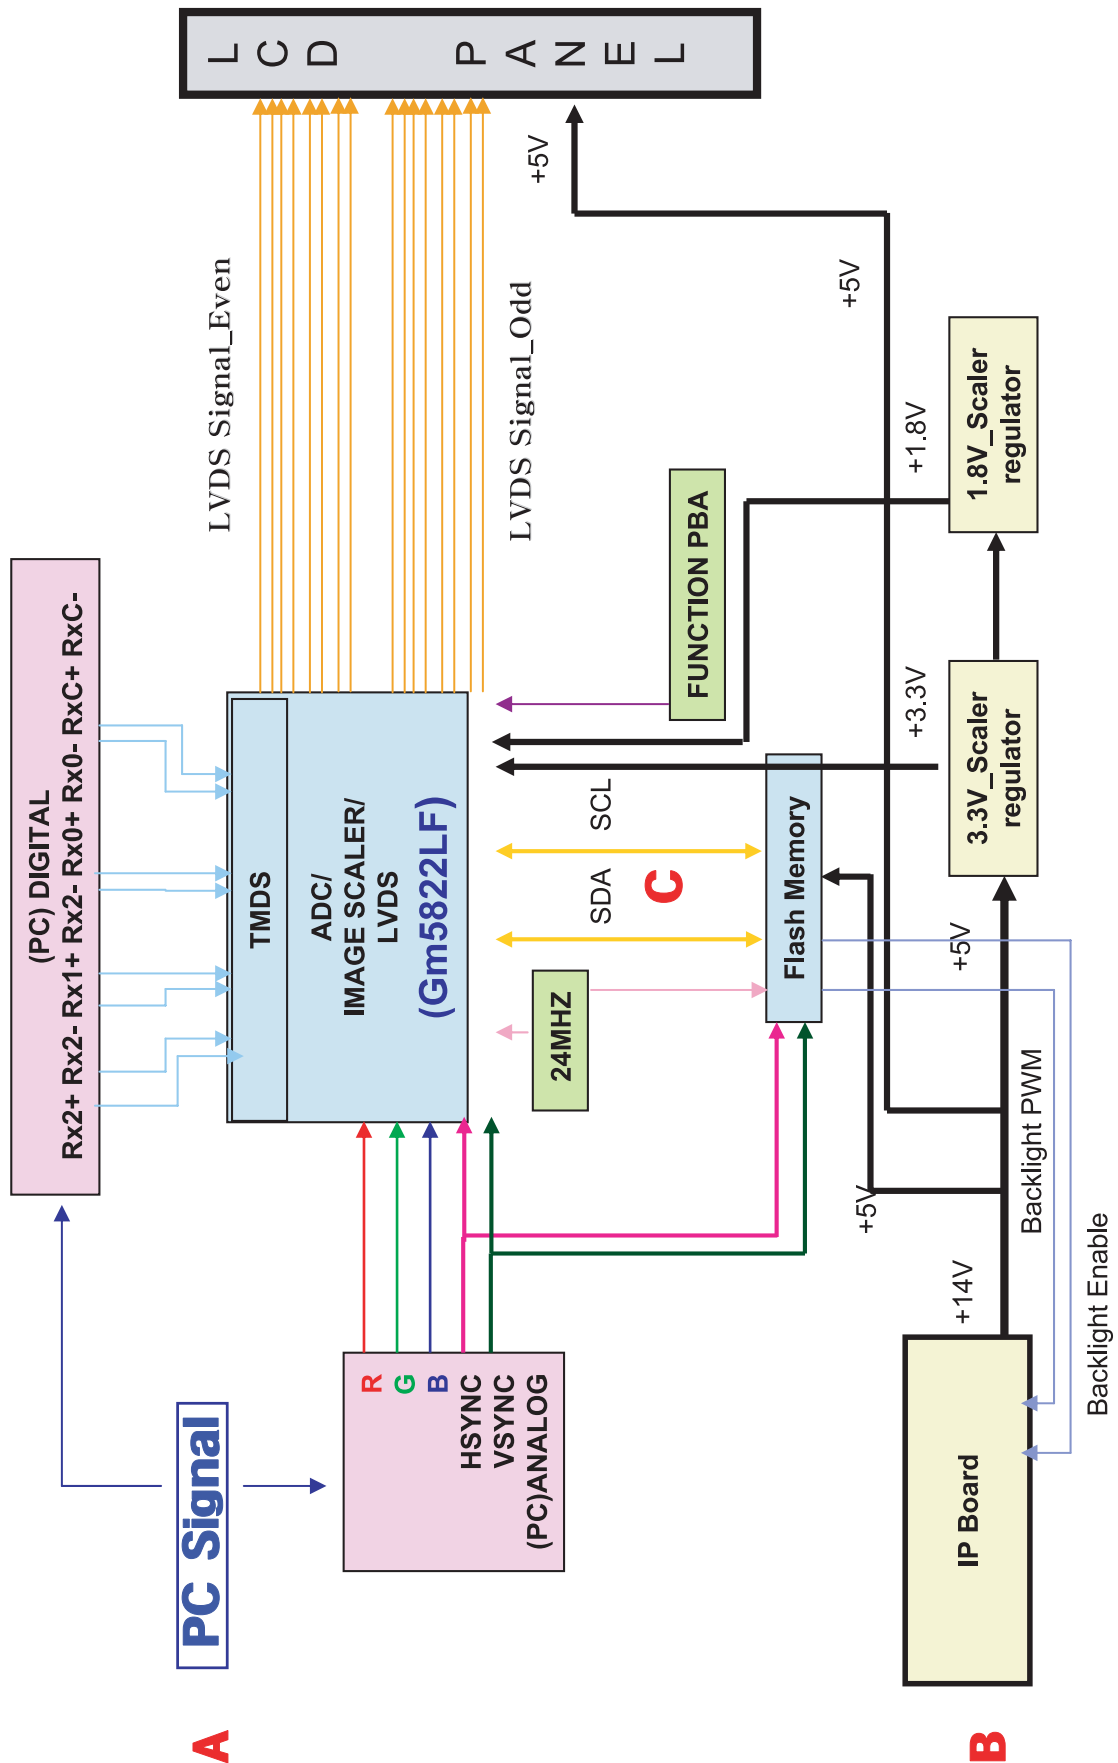 (PC) DIGITAL
Rx2+ Rx2- Rx1+ Rx2- Rx0+ Rx0- RxC+ RxC-
A
PC Signal
TMDS
ADC/
IMAGE SCALER/
LVDS
(Gm5822LF)
LVDS Signal_Even
LVDS Signal_Odd
L C D P A N E L
R
G
B
HSYNC
VSYNC
(PC)ANALOG
24MHZ
SDA
SCL
C
FUNCTION PBA
+5V
Flash Memory
+5V
+5V
+3.3V
+1.8V
+5V
B
IP Board
+14V
3.3V_Scaler
regulator
1.8V_Scaler
regulator
Backlight PWM
Backlight Enable